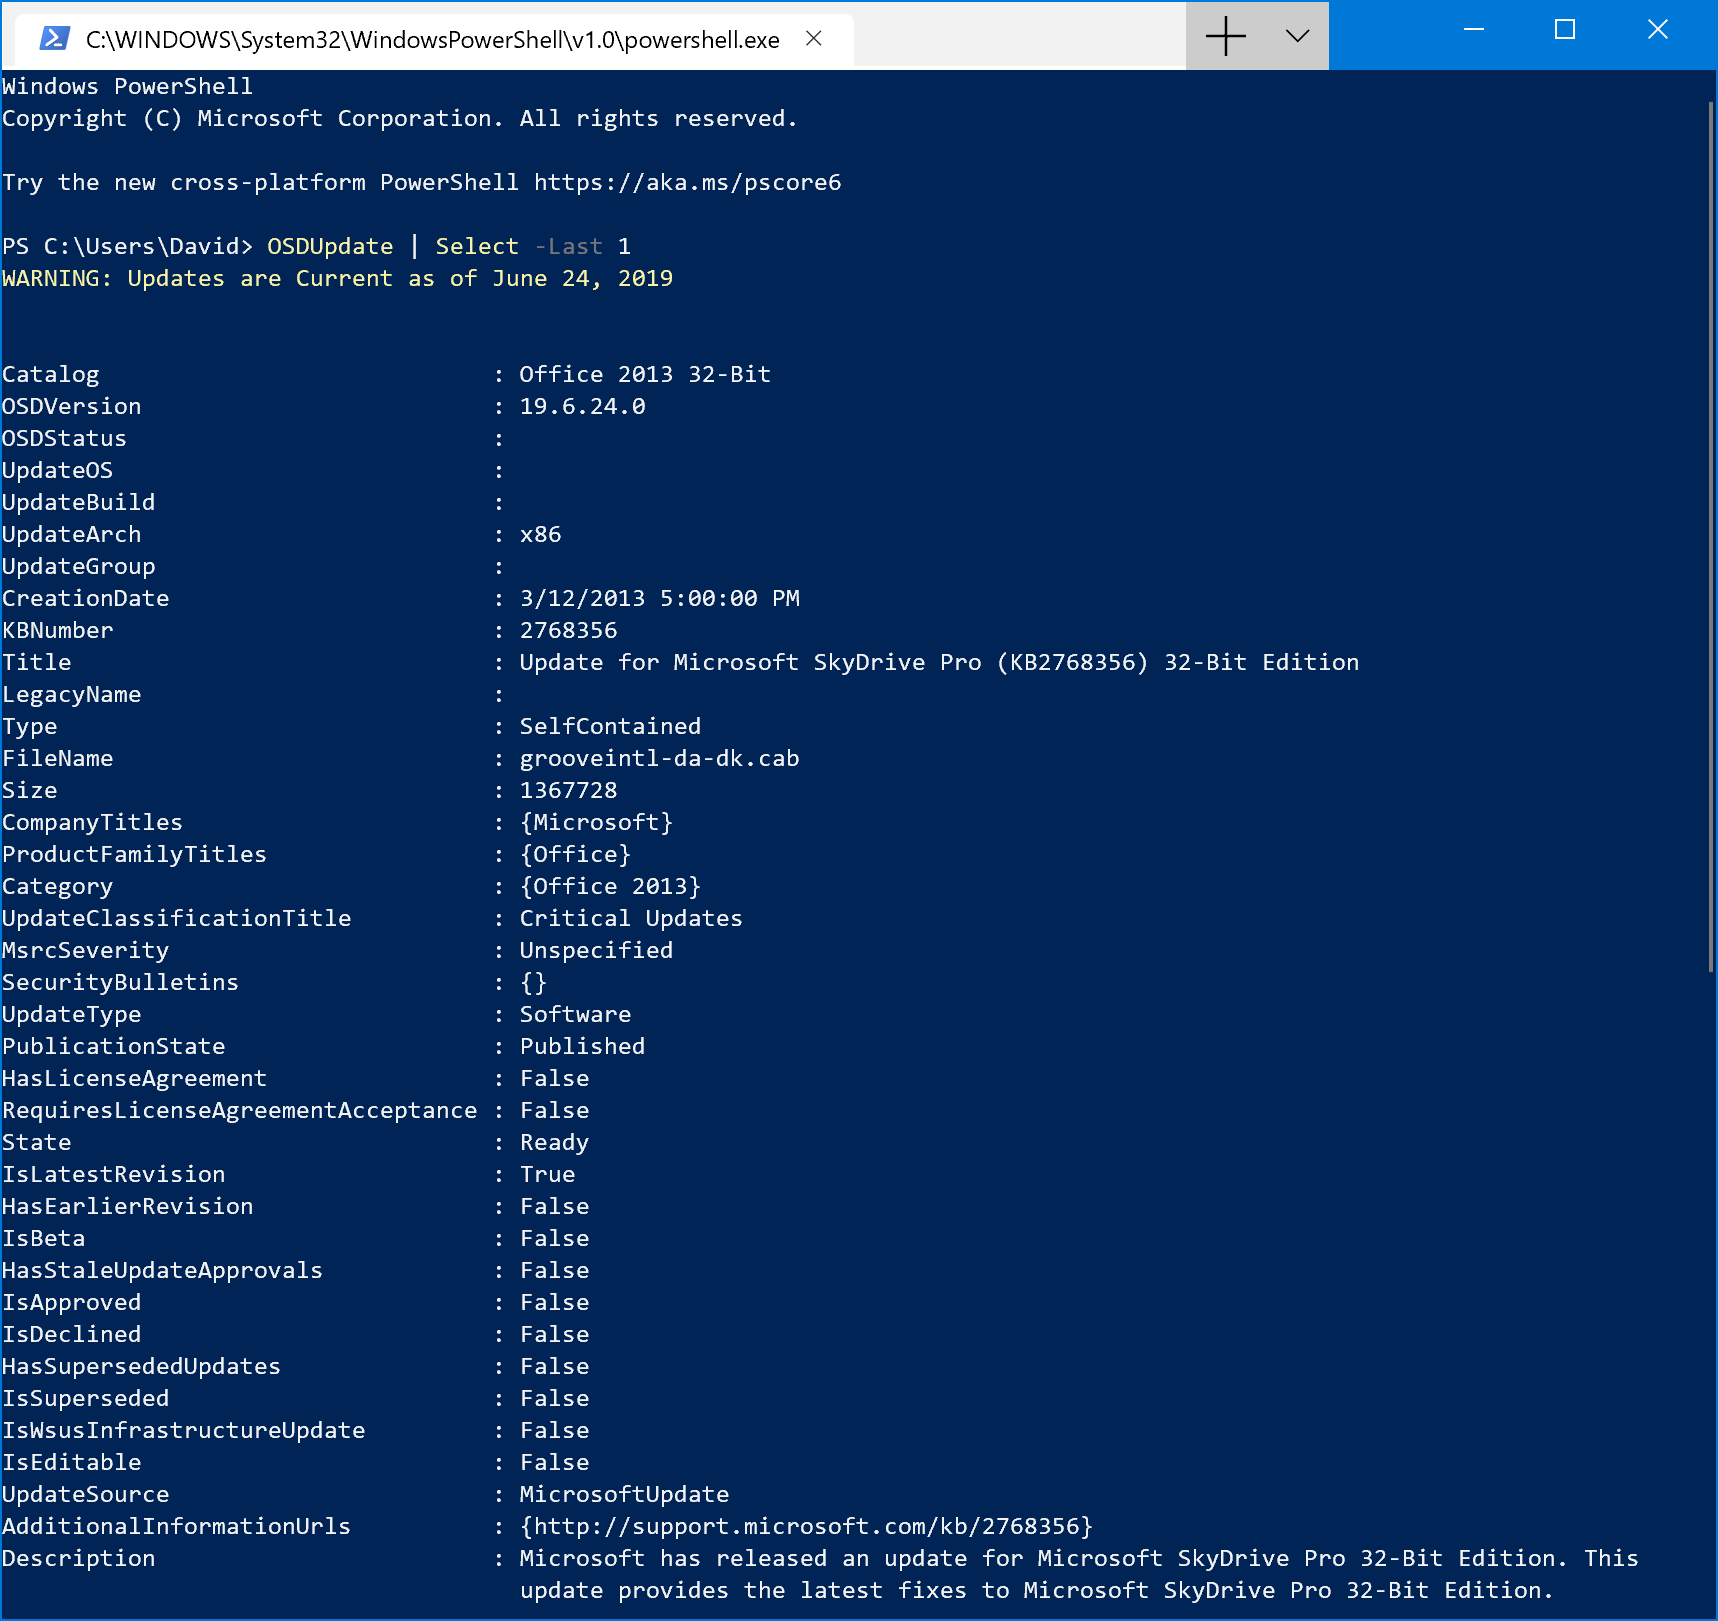 C:\WINDOWS\System32\WindowsPowerShell\v1.0\powershell.exe
Windows PowerShell
Copyright (C) Microsoft Corporation. All rights reserved.
Try the new cross-platform PowerShell https://aka.ms/pscore6
PS C:\Users\David> OSDUpdate | Select -Last 1
WARNING: Updates are Current as of June 24, 2019
Catalog : Office 2013 32-Bit
OSDVersion : 19.6.24.0
OSDStatus :
UpdateOS :
UpdateBuild :
UpdateArch : x86
UpdateGroup :
CreationDate : 3/12/2013 5:00:00 PM
KBNumber : 2768356
Title : Update for Microsoft SkyDrive Pro (KB2768356) 32-Bit Edition
LegacyName :
Type : SelfContained
FileName : grooveintl-da-dk.cab
Size : 1367728
CompanyTitles : {Microsoft}
ProductFamilyTitles : {Office}
Category : {Office 2013}
UpdateClassificationTitle : Critical Updates
MsrcSeverity : Unspecified
SecurityBulletins : {}
UpdateType : Software
PublicationState : Published
HasLicenseAgreement : False
RequiresLicenseAgreementAcceptance : False
State : Ready
IsLatestRevision : True
HasEarlierRevision : False
IsBeta : False
HasStaleUpdateApprovals : False
IsApproved : False
IsDeclined : False
HasSupersededUpdates : False
IsSuperseded : False
IsWsusInfrastructureUpdate : False
IsEditable : False
UpdateSource : MicrosoftUpdate
AdditionalInformationUrls : {http://support.microsoft.com/kb/2768356}
Description : Microsoft has released an update for Microsoft SkyDrive Pro 32-Bit Edition. This
update provides the latest fixes to Microsoft SkyDrive Pro 32-Bit Edition.